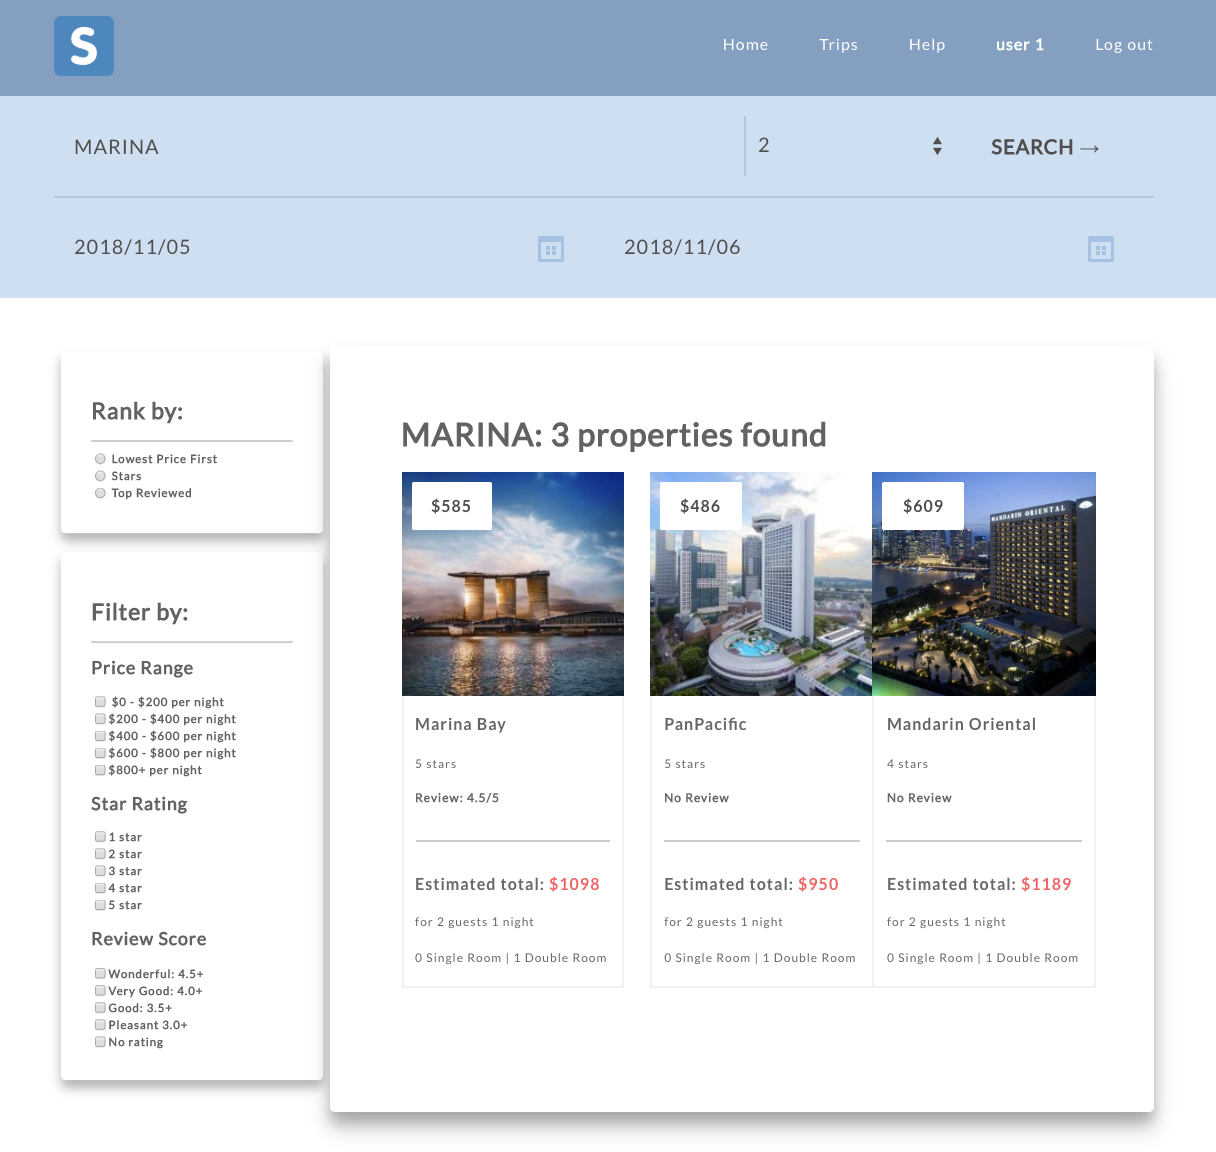 S
Home
Trips
Help
user 1
Log out
MARINA
2
SEARCH →
2018/11/05
2018/11/06
Rank by:
Lowest Price First
Stars
Top Reviewed
Filter by:
Price Range
$0 - $200 per night
$200 - $400 per night
$400 - $600 per night
$600 - $800 per night
$800+ per night
Star Rating
1 star
2 star
3 star
4 star
5 star
Review Score
Wonderful: 4.5+
Very Good: 4.0+
Good: 3.5+
Pleasant 3.0+
No rating
MARINA: 3 properties found
$585
Marina Bay
5 stars
Review: 4.5/5
Estimated total: $1098
for 2 guests 1 night
0 Single Room | 1 Double Room
$486
PanPacific
5 stars
No Review
Estimated total: $950
for 2 guests 1 night
0 Single Room | 1 Double Room
$609
MANDARIN ORIENTAL
Mandarin Oriental
4 stars
No Review
Estimated total: $1189
for 2 guests 1 night
0 Single Room | 1 Double Room